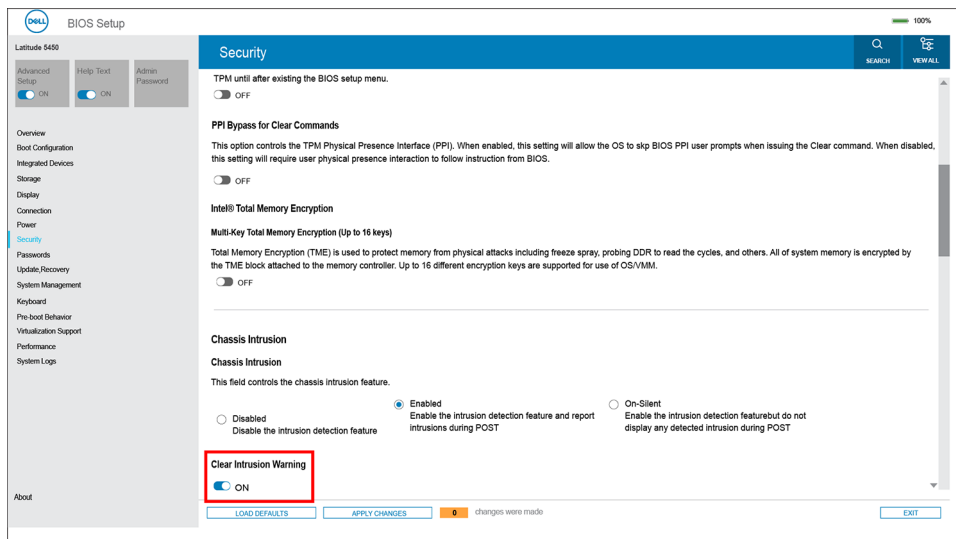 DELL
BIOS Setup
100%
Latitude 5450
Advanced
Setup
ON
Help Text
ON
Admin
Password
Security
SEARCH
VIEW ALL
Overview
Boot Configuration
Integrated Devices
Storage
Display
Connection
Power
Security
Passwords
Update,Recovery
System Management
Keyboard
Pre-boot Behavior
Virtualization Support
Performance
System Logs
About
TPM until after existing the BIOS setup menu.
OFF
PPI Bypass for Clear Commands
This option controls the TPM Physical Presence Interface (PPI). When enabled, this setting will allow the OS to skp BIOS PPI user prompts when issuing the Clear command. When disabled,
this setting will require user physical presence interaction to follow instruction from BIOS.
OFF
Intel® Total Memory Encryption
Multi-Key Total Memory Encryption (Up to 16 keys)
Total Memory Encryption (TME) is used to protect memory from physical attacks including freeze spray, probing DDR to read the cycles, and others. All of system memory is encrypted by
the TME block attached to the memory controller. Up to 16 different encryption keys are supported for use of OS/VMM.
OFF
Chassis Intrusion
Chassis Intrusion
This field controls the chassis intrusion feature.
Disabled
Disable the intrusion detection feature
Enabled
Enable the intrusion detection feature and report
intrusions during POST
On-Silent
Enable the intrusion detection featurebut do not
display any detected intrusion during POST
Clear Intrusion Warning
ON
LOAD DEFAULTS
APPLY CHANGES
0
changes were made
EXIT